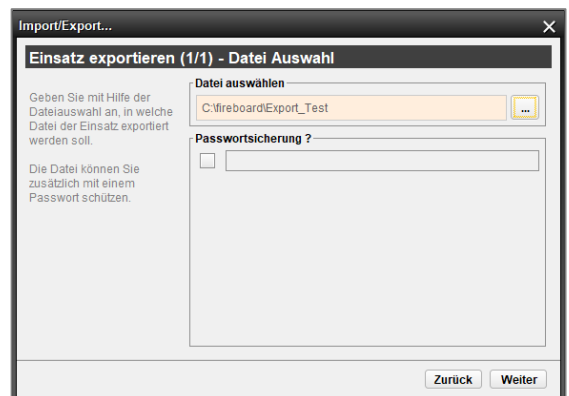 Import/Export...
Einsatz exportieren (1/1) - Datei Auswahl
Geben Sie mit Hilfe der
Dateiauswahl an, in welche
Datei der Einsatz exportiert
werden soll.
Die Datei können Sie
zusätzlich mit einem
Passwort schützen.
Datei auswählen
C:\fireboard\Export_Test
...
Passwortsicherung ?
Zurück
Weiter